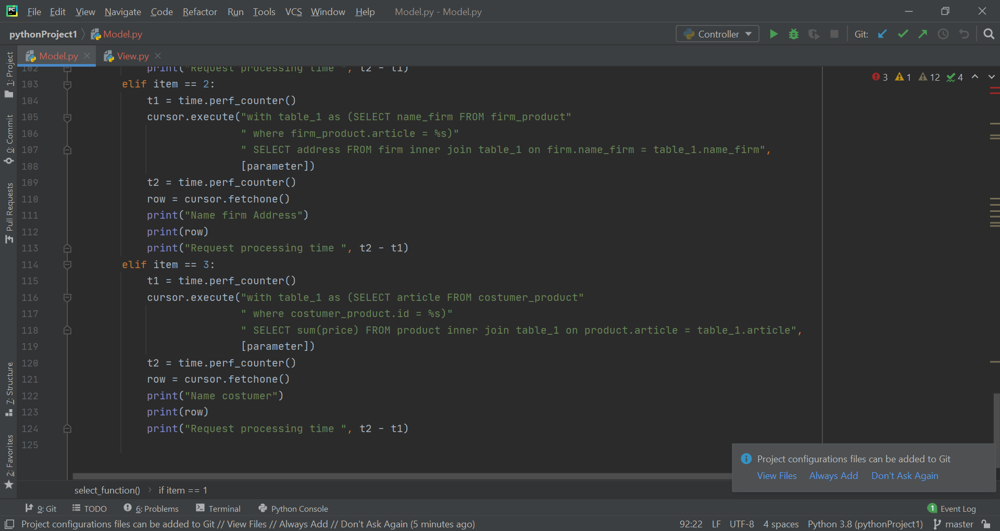 File Edit View Navigate Code Refactor Run Tools VCS Window Help Model.py - Model.py
pythonProject1 Model.py Controller Git:
Model.py View.py
1: Project
0: Commit
Pull Requests
7: Structure
2: Favorites
3 1 12 4
102 print("Request processing time ", t2 - t1)
103 elif item == 2:
104 t1 = time.perf_counter()
105 cursor.execute("with table_1 as (SELECT name_firm FROM firm_product"
106 " where firm_product.article = %s)"
107 " SELECT address FROM firm inner join table_1 on firm.name_firm = table_1.name_firm",
108 [parameter])
109 t2 = time.perf_counter()
110 row = cursor.fetchone()
111 print("Name firm Address")
112 print(row)
113 print("Request processing time ", t2 - t1)
114 elif item == 3:
115 t1 = time.perf_counter()
116 cursor.execute("with table_1 as (SELECT article FROM costumer_product"
117 " where costumer_product.id = %s)"
118 " SELECT sum(price) FROM product inner join table_1 on product.article = table_1.article",
119 [parameter])
120 t2 = time.perf_counter()
121 row = cursor.fetchone()
122 print("Name costumer")
123 print(row)
124 print("Request processing time ", t2 - t1)
125
Project configurations files can be added to Git
View Files Always Add Don't Ask Again
select_function() if item == 1
9: Git TODO 6: Problems Terminal Python Console 1 Event Log
Project configurations files can be added to Git // View Files // Always Add // Don't Ask Again (5 minutes ago) 92:22 LF UTF-8 4 spaces Python 3.8 (pythonProject1) master